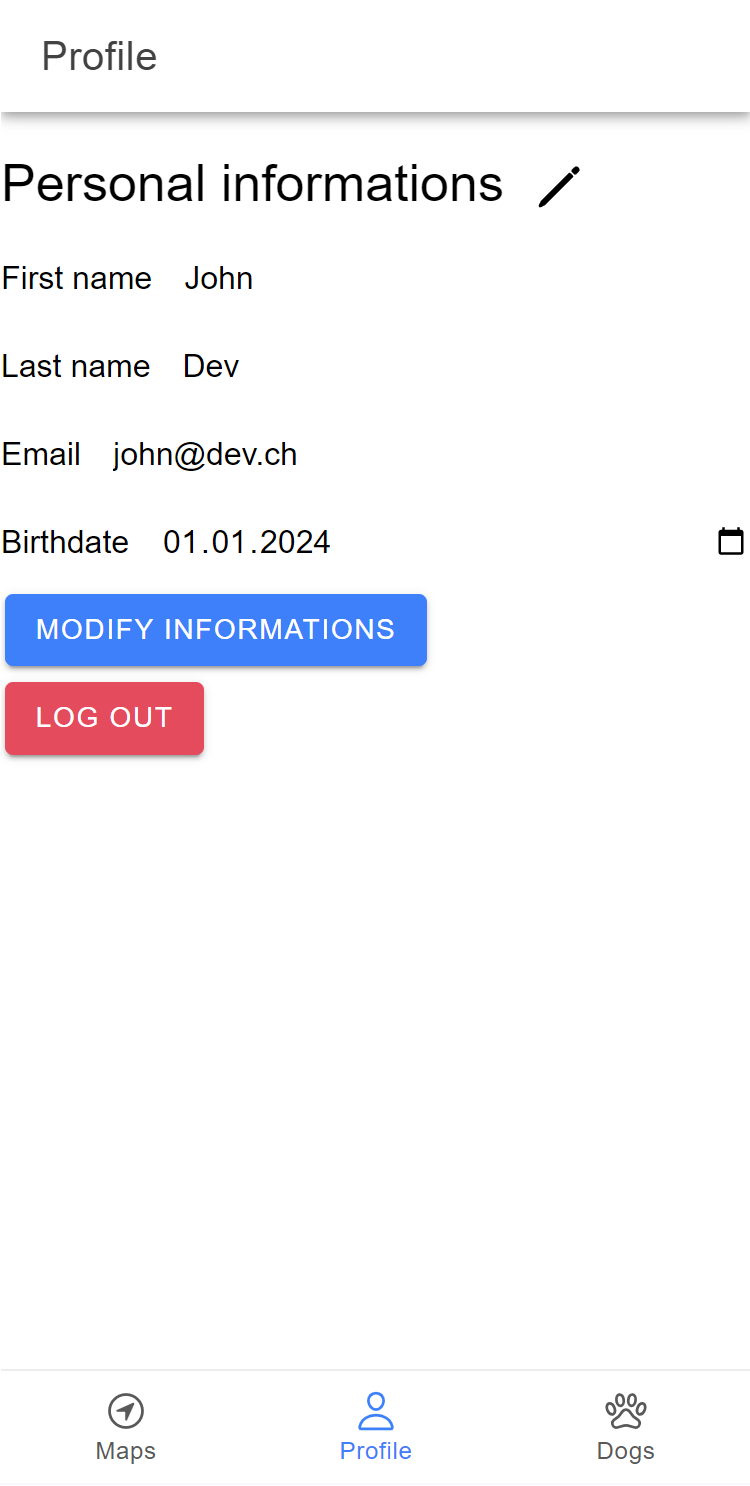 Profile
Personal informations
First name John
Last name Dev
Email john@dev.ch
Birthdate 01.01.2024
MODIFY INFORMATIONS
LOG OUT
Maps Profile Dogs